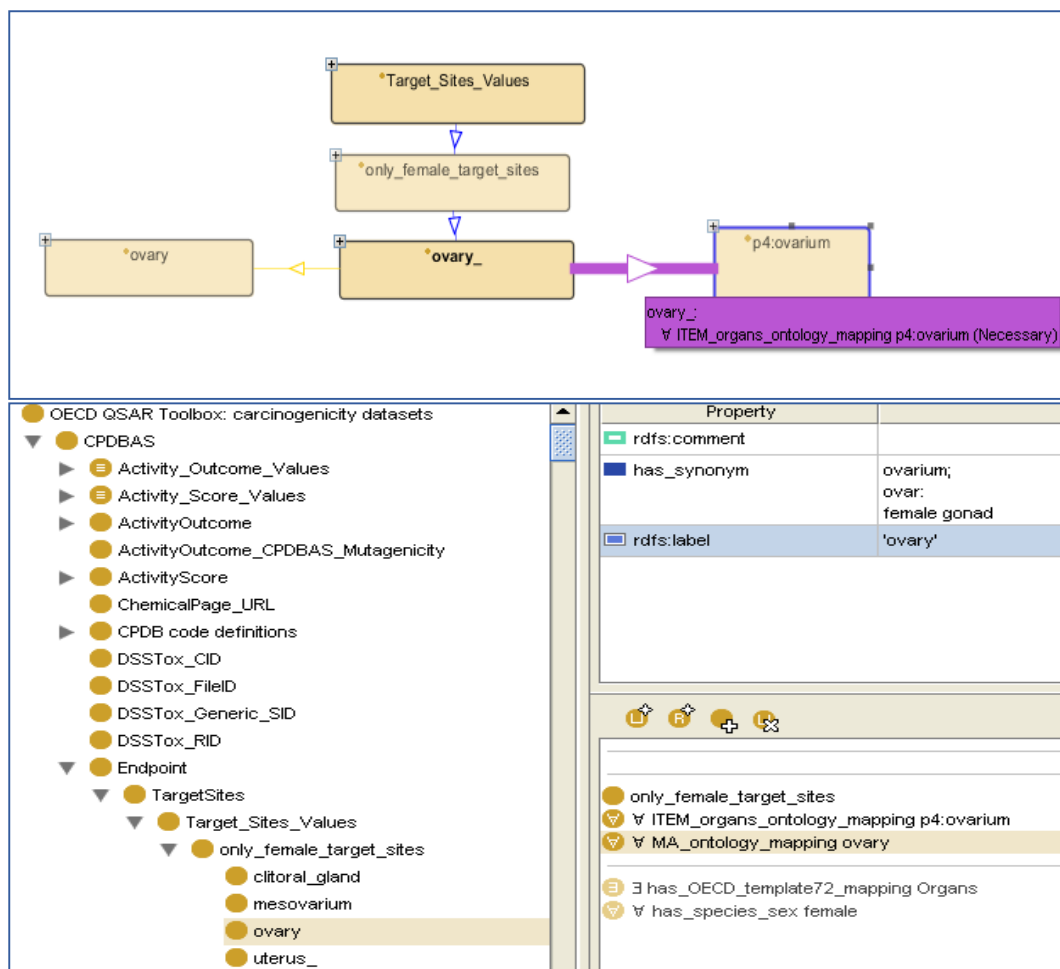 Target_Sites_Values
only_female_target_sites
ovary
ovary_
p4:ovarium
ovary_:
∀ ITEM_organs_ontology_mapping p4:ovarium (Necessary)
OECD QSAR Toolbox: carcinogenicity datasets
CPDBAS
Activity_Outcome_Values
Activity_Score_Values
ActivityOutcome
ActivityOutcome_CPDBAS_Mutagenicity
ActivityScore
ChemicalPage_URL
CPDB code definitions
DSSTox_CID
DSSTox_FileID
DSSTox_Generic_SID
DSSTox_RID
Endpoint
TargetSites
Target_Sites_Values
only_female_target_sites
clitoral_gland
mesovarium
ovary
uterus_
Property
rdfs:comment
has_synonym
ovarium;
ovar:
female gonad
rdfs:label
'ovary'
only_female_target_sites
∀ ITEM_organs_ontology_mapping p4:ovarium
∀ MA_ontology_mapping ovary
∃ has_OECD_template72_mapping Organs
∀ has_species_sex female